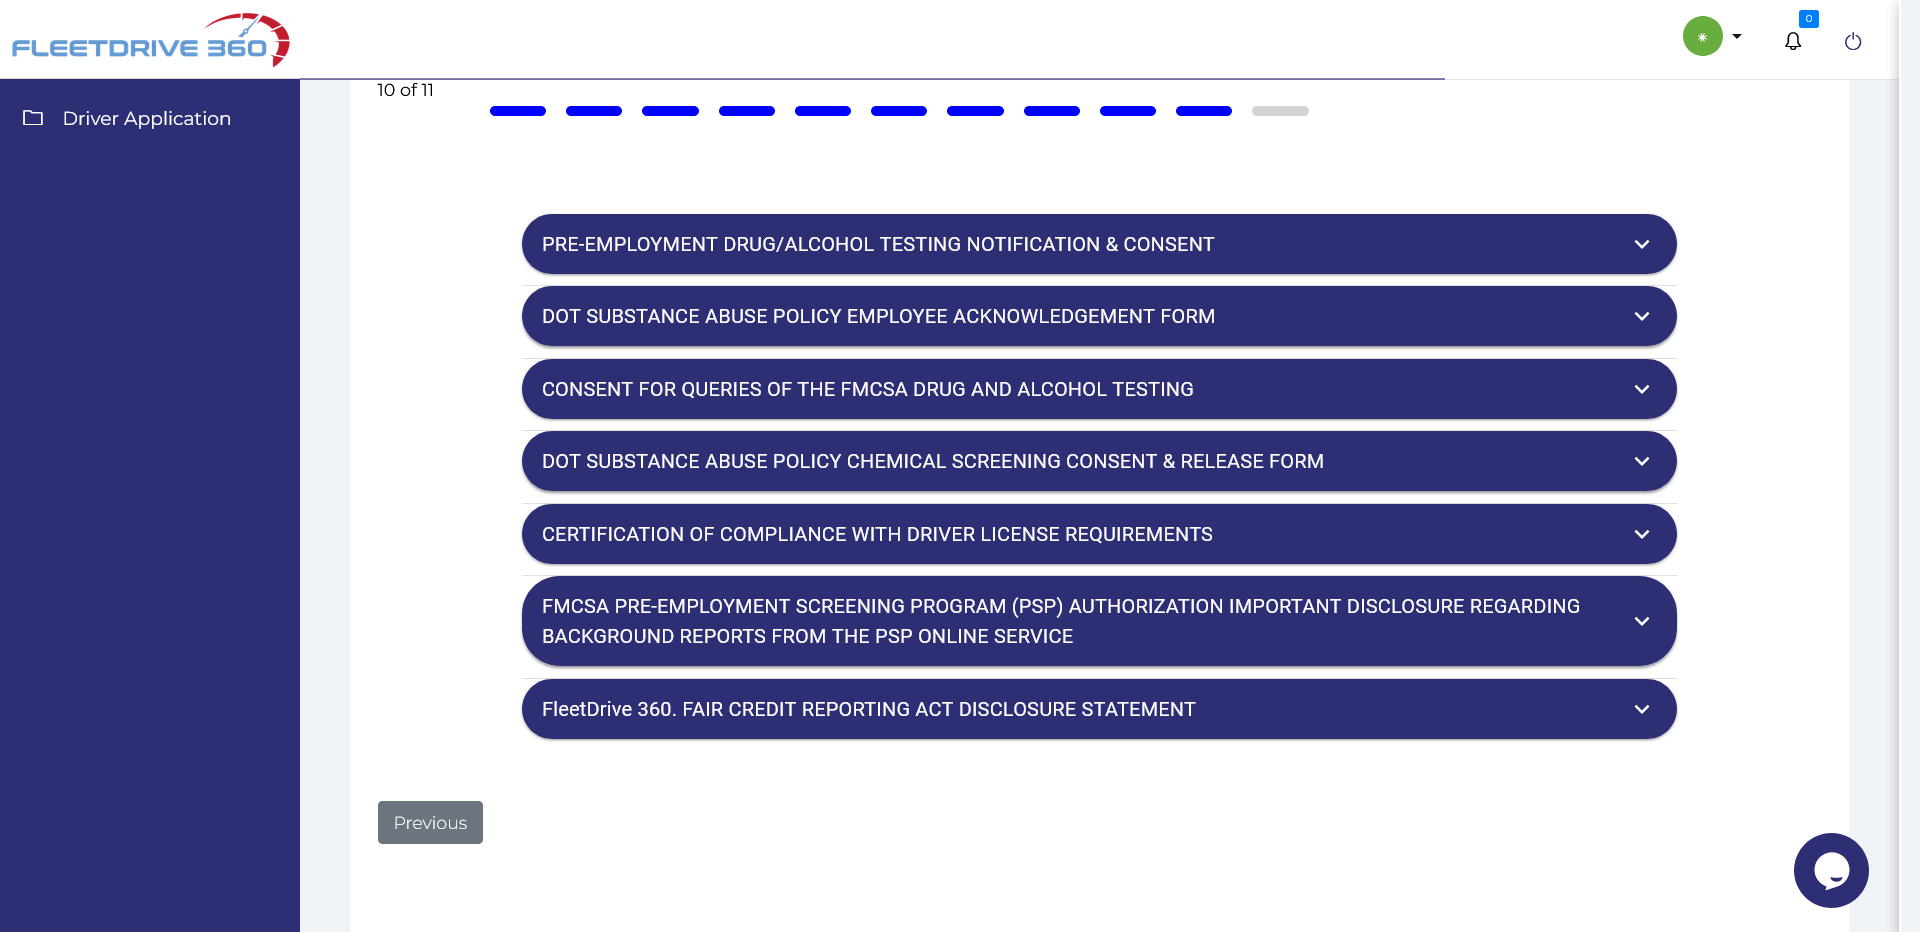 FLEETDRIVE 360
0
Driver Application
10 of 11
PRE-EMPLOYMENT DRUG/ALCOHOL TESTING NOTIFICATION & CONSENT
DOT SUBSTANCE ABUSE POLICY EMPLOYEE ACKNOWLEDGEMENT FORM
CONSENT FOR QUERIES OF THE FMCSA DRUG AND ALCOHOL TESTING
DOT SUBSTANCE ABUSE POLICY CHEMICAL SCREENING CONSENT & RELEASE FORM
CERTIFICATION OF COMPLIANCE WITH DRIVER LICENSE REQUIREMENTS
FMCSA PRE-EMPLOYMENT SCREENING PROGRAM (PSP) AUTHORIZATION IMPORTANT DISCLOSURE REGARDING
BACKGROUND REPORTS FROM THE PSP ONLINE SERVICE
FleetDrive 360. FAIR CREDIT REPORTING ACT DISCLOSURE STATEMENT
Previous